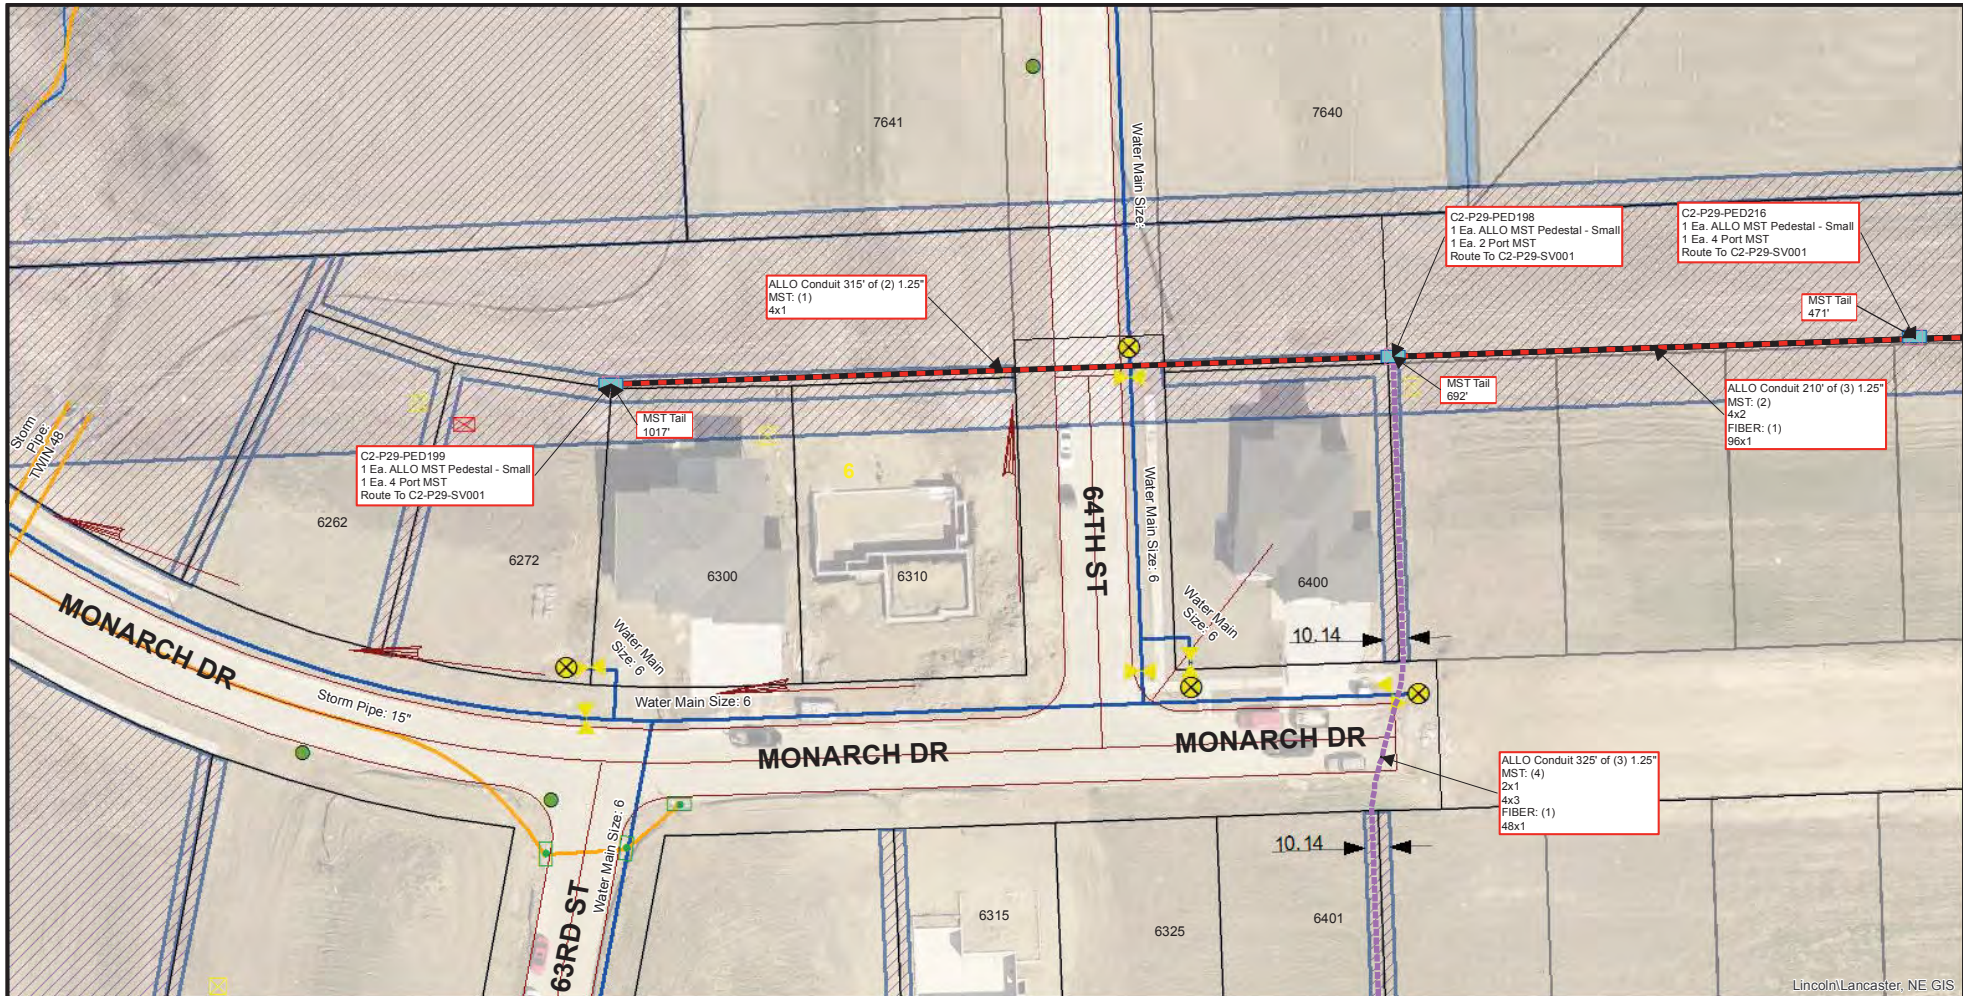 7641
7640
Water Main Size:
C2-P29-PED198
1 Ea. ALLO MST Pedestal - Small
1 Ea. 2 Port MST
Route To C2-P29-SV001
C2-P29-PED216
1 Ea. ALLO MST Pedestal - Small
1 Ea. 4 Port MST
Route To C2-P29-SV001
ALLO Conduit 315' of (2) 1.25"
MST: (1)
4x1
MST Tail
471'
MST Tail
692'
ALLO Conduit 210' of (3) 1.25"
MST: (2)
4x2
FIBER: (1)
96x1
MST Tail
1017'
C2-P29-PED199
1 Ea. ALLO MST Pedestal - Small
1 Ea. 4 Port MST
Route To C2-P29-SV001
Storm
Pipe:
TWIN 48
6
6262
6272
6300
6310
64TH ST
Water Main Size: 6
6400
Water Main
Size: 6
10.14
Water Main
Size: 6
MONARCH DR
Storm Pipe: 15"
Water Main Size: 6
MONARCH DR
MONARCH DR
ALLO Conduit 325' of (3) 1.25"
MST: (4)
2x1
4x3
FIBER: (1)
48x1
10.14
Water Main Size: 6
63RD ST
6315
6325
6401
Lincoln\Lancaster, NE GIS